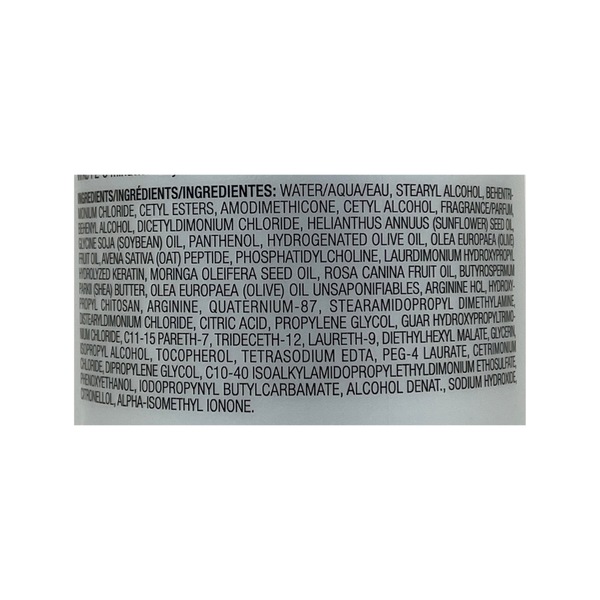 INGREDIENTS/INGRÉDIENTS/INGREDIENTES: WATER/AQUA/EAU, STEARYL ALCOHOL, BEHENTRI-
MONIUM CHLORIDE, CETYL ESTERS, AMODIMETHICONE, CETYL ALCOHOL, FRAGRANCE/PARFUM,
BEHENYL ALCOHOL, DICETYLDIMONIUM CHLORIDE, HELIANTHUS ANNUUS (SUNFLOWER) SEED OIL,
GLYCINE SOJA (SOYBEAN) OIL, PANTHENOL, HYDROGENATED OLIVE OIL, OLEA EUROPAEA (OLIVE)
FRUIT OIL, AVENA SATIVA (OAT) PEPTIDE, PHOSPHATIDYLCHOLINE, LAURDIMONIUM HYDROXYPROPYL
HYDROLYZED KERATIN, MORINGA OLEIFERA SEED OIL, ROSA CANINA FRUIT OIL, BUTYROSPERMUM
PARKII (SHEA) BUTTER, OLEA EUROPAEA (OLIVE) OIL UNSAPONIFIABLES, ARGININE HCL, HYDROXY-
PROPYL CHITOSAN, ARGININE, QUATERNIUM-87, STEARAMIDOPROPYL DIMETHYLAMINE,
DISTEARYLDIMONIUM CHLORIDE, CITRIC ACID, PROPYLENE GLYCOL, GUAR HYDROXYPROPYLTRIMO-
NIUM CHLORIDE, C11-15 PARETH-7, TRIDECETH-12, LAURETH-9, DIETHYLHEXYL MALATE, GLYCERIN,
ISOPROPYL ALCOHOL, TOCOPHEROL, TETRASODIUM EDTA, PEG-4 LAURATE, CETRIMONIUM
CHLORIDE, DIPROPYLENE GLYCOL, C10-40 ISOALKYLAMIDOPROPYLETHYLDIMONIUM ETHOSULFATE,
PHENOXYETHANOL, IODOPROPYNYL BUTYLCARBAMATE, ALCOHOL DENAT., SODIUM HYDROXIDE,
CITRONELLOL, ALPHA-ISOMETHYL IONONE.